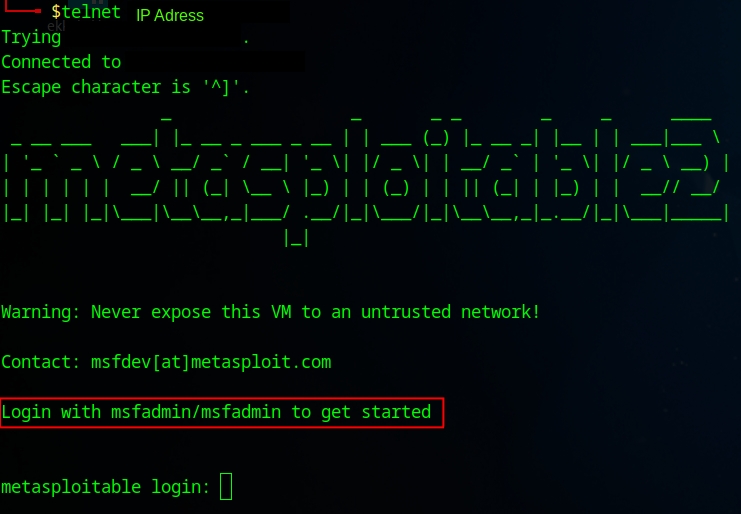 $telnet IP Adress
Trying .
Connected to
Escape character is '^]'.
metasploitable2
Warning: Never expose this VM to an untrusted network!
Contact: msfdev[at]metasploit.com
Login with msfadmin/msfadmin to get started
metasploitable login: